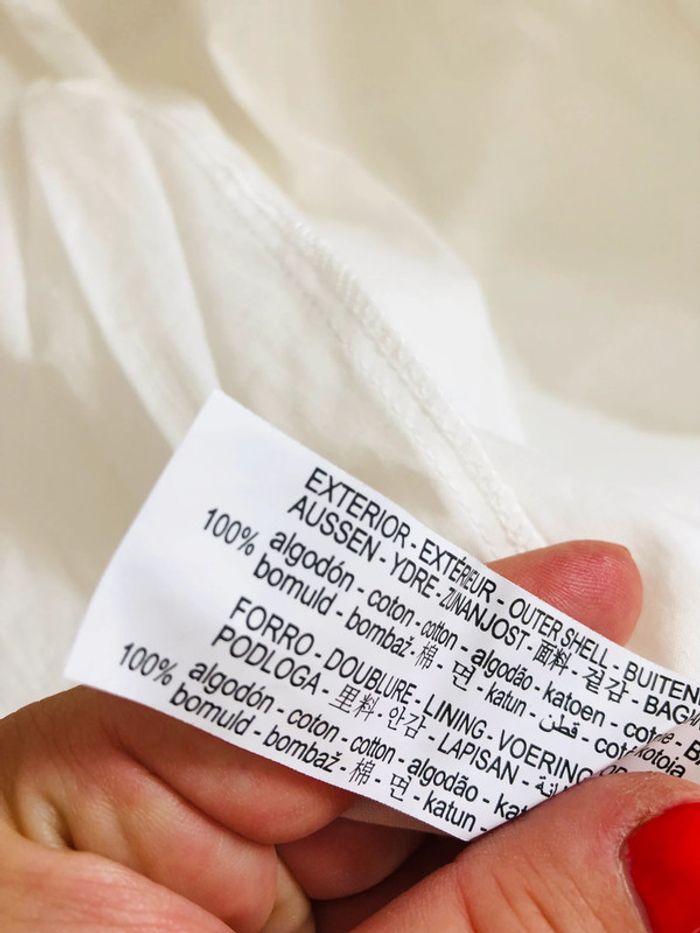 EXTERIOR - EXTÉRIEUR - OUTER SHELL - BUITEN
AUSSEN - YDRE - ZUNANJOST - 面料 - 겉감 -
100% algodón - coton - cotton - algodão - katoen -
bomuld - bombaž - 棉 - 면 - katun - قطن -
FORRO - DOUBLURE - LINING - VOERING
PODLOGA - 里料 - 안감 - LAPISAN -
100% algodón - coton - cotton - algodão -
bomuld - bombaž - 棉 - 면 - katun -